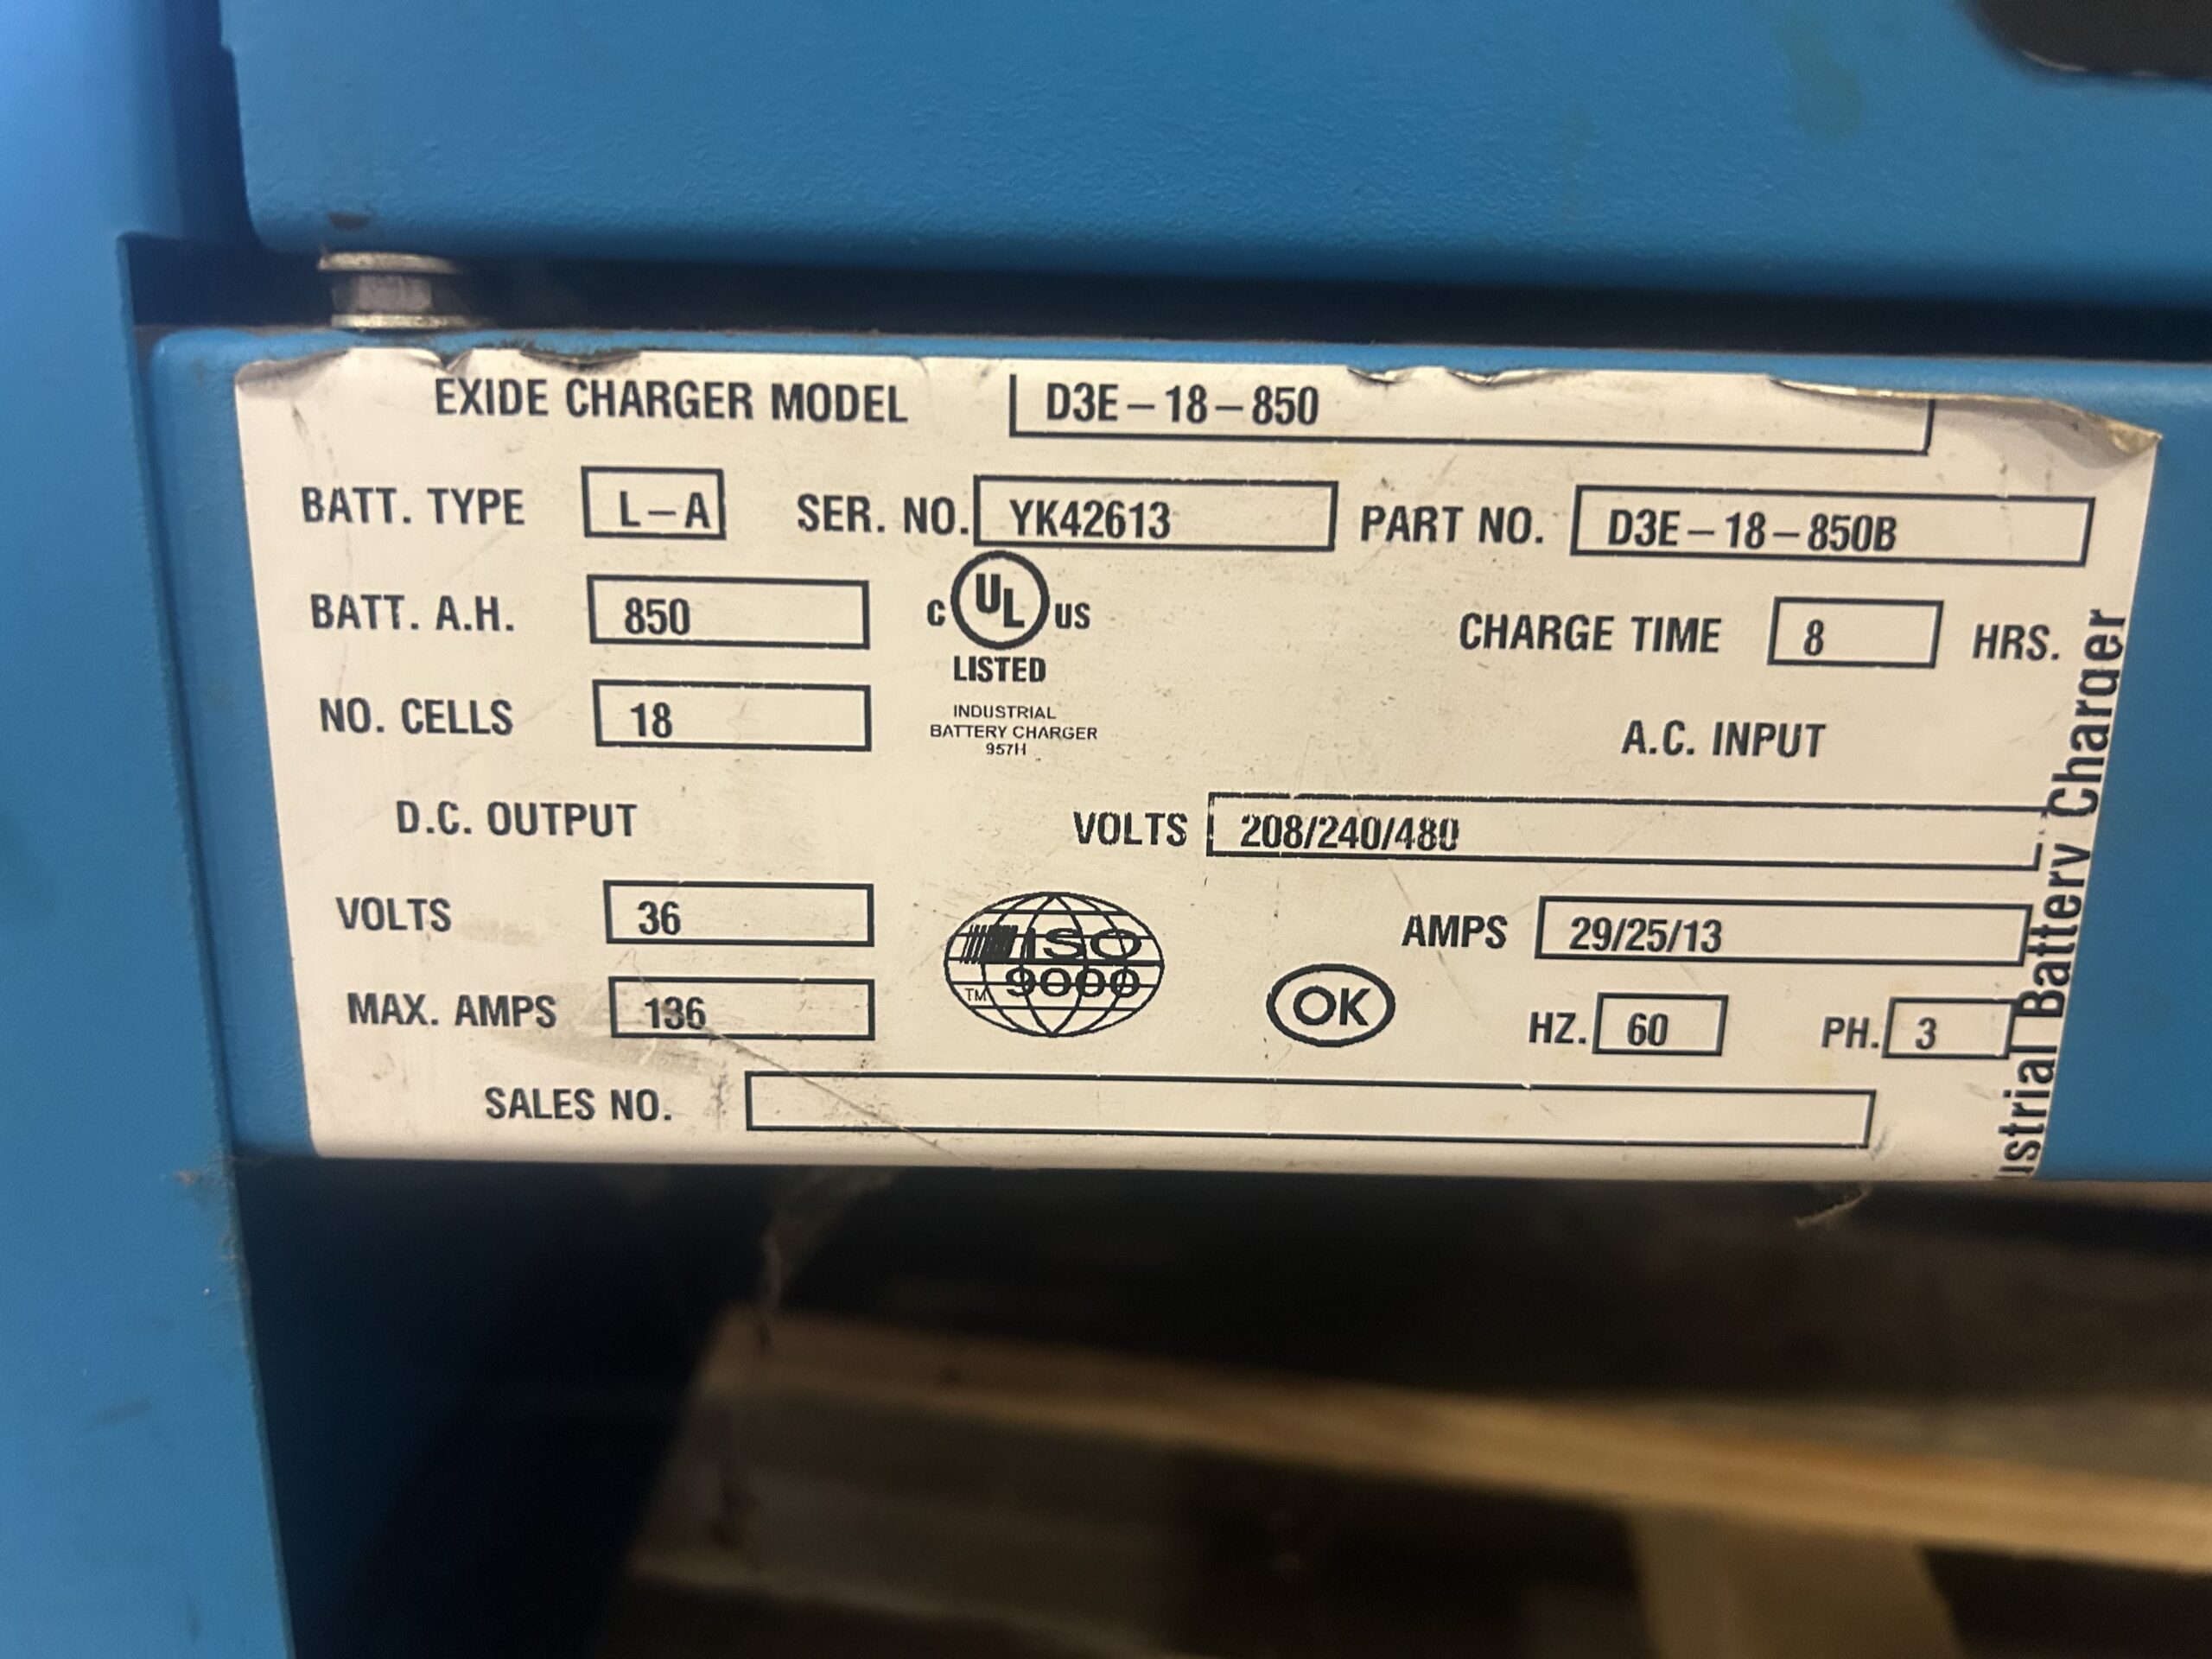 EXIDE CHARGER MODEL D3E-18-850
BATT. TYPE L-A SER. NO. YK42613 PART NO. D3E-18-850B
BATT. A.H. 850 C UL US CHARGE TIME 8 HRS.
LISTED
NO. CELLS 18 INDUSTRIAL
BATTERY CHARGER
957H
A.C. INPUT
D.C. OUTPUT VOLTS 208/240/480
VOLTS 36 ISO AMPS 29/25/13
9000
TM
MAX. AMPS 136 OK HZ. 60 PH. 3
SALES NO.
ustrial Battery Charger